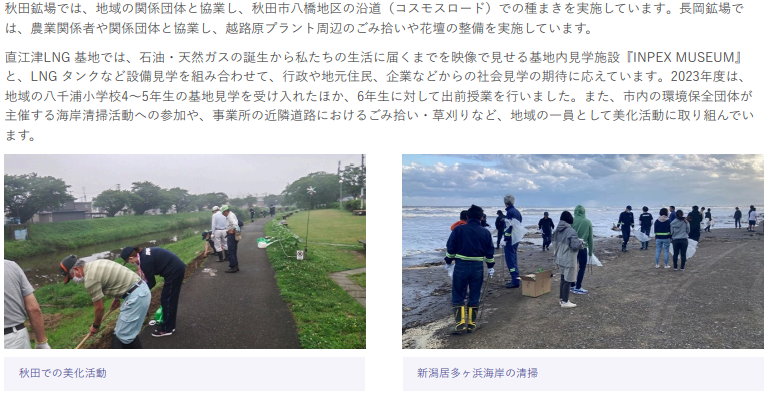 秋田鉱場では、地域の関係団体と協業し、秋田市八橋地区の沿道（コスモスロード）での種まきを実施しています。長岡鉱場で
は、農業関係者や関係団体と協業し、越路原プラント周辺のごみ拾いや花壇の整備を実施しています。
直江津LNG 基地では、石油・天然ガスの誕生から私たちの生活に届くまでを映像で見せる基地内見学施設『INPEX MUSEUM』
と、LNG タンクなど設備見学を組み合わせて、行政や地元住民、企業などからの社会見学の期待に応えています。2023年度は、
地域の八千浦小学校4～5年生の基地見学を受け入れたほか、6年生に対して出前授業を行いました。また、市内の環境保全団体が
主催する海岸清掃活動への参加や、事業所の近隣道路におけるごみ拾い・草刈りなど、地域の一員として美化活動に取り組んでい
ます。
秋田での美化活動
新潟居多ヶ浜海岸の清掃